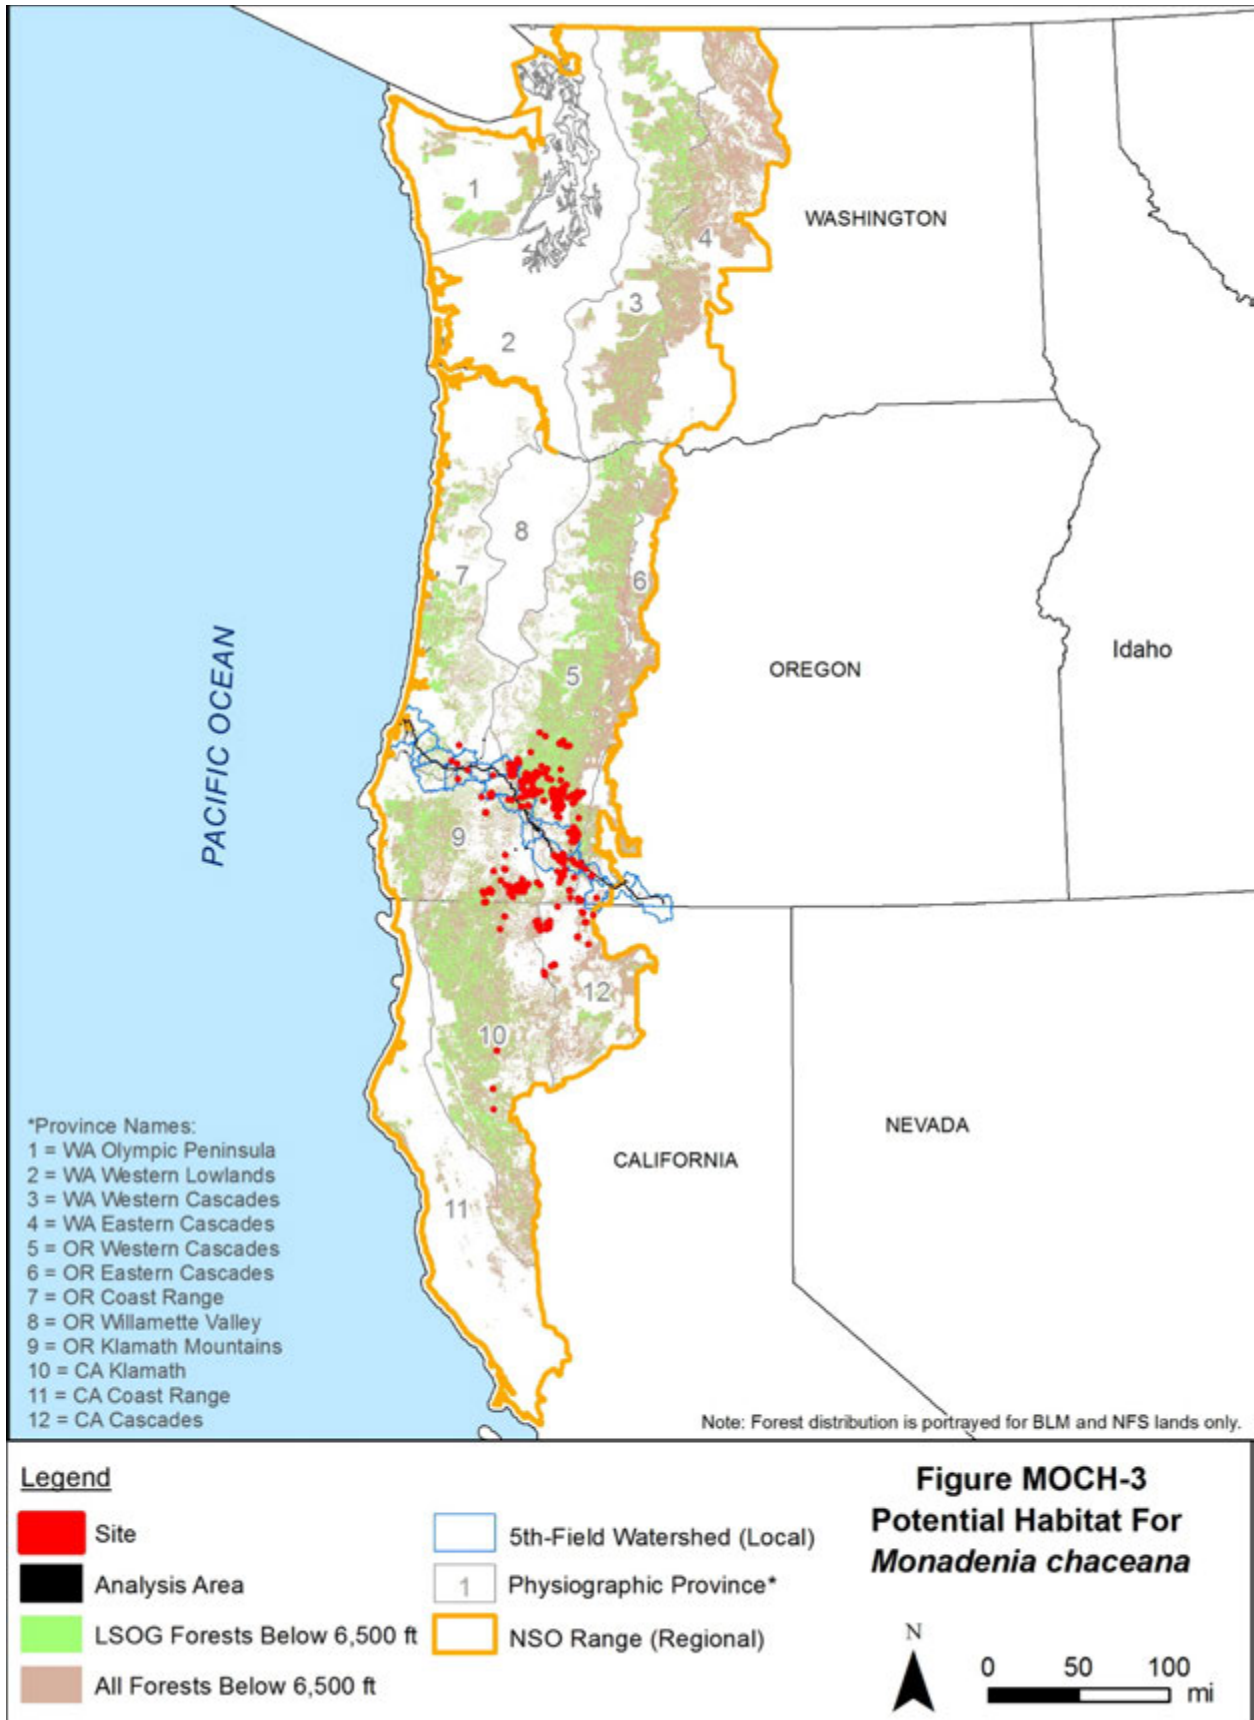 1
WASHINGTON
4
3
2
8
7
6
PACIFIC OCEAN
5
OREGON
Idaho
9
12
10
*Province Names:
1 = WA Olympic Peninsula
2 = WA Western Lowlands
3 = WA Western Cascades
4 = WA Eastern Cascades
5 = OR Western Cascades
6 = OR Eastern Cascades
7 = OR Coast Range
8 = OR Willamette Valley
9 = OR Klamath Mountains
10 = CA Klamath
11 = CA Coast Range
12 = CA Cascades
NEVADA
CALIFORNIA
11
Note: Forest distribution is portrayed for BLM and NFS lands only.
Legend
Site
Analysis Area
LSOG Forests Below 6,500 ft
All Forests Below 6,500 ft
5th-Field Watershed (Local)
1 Physiographic Province*
NSO Range (Regional)
Figure MOCH-3
Potential Habitat For
Monadenia chaceana
N
0 50 100
mi